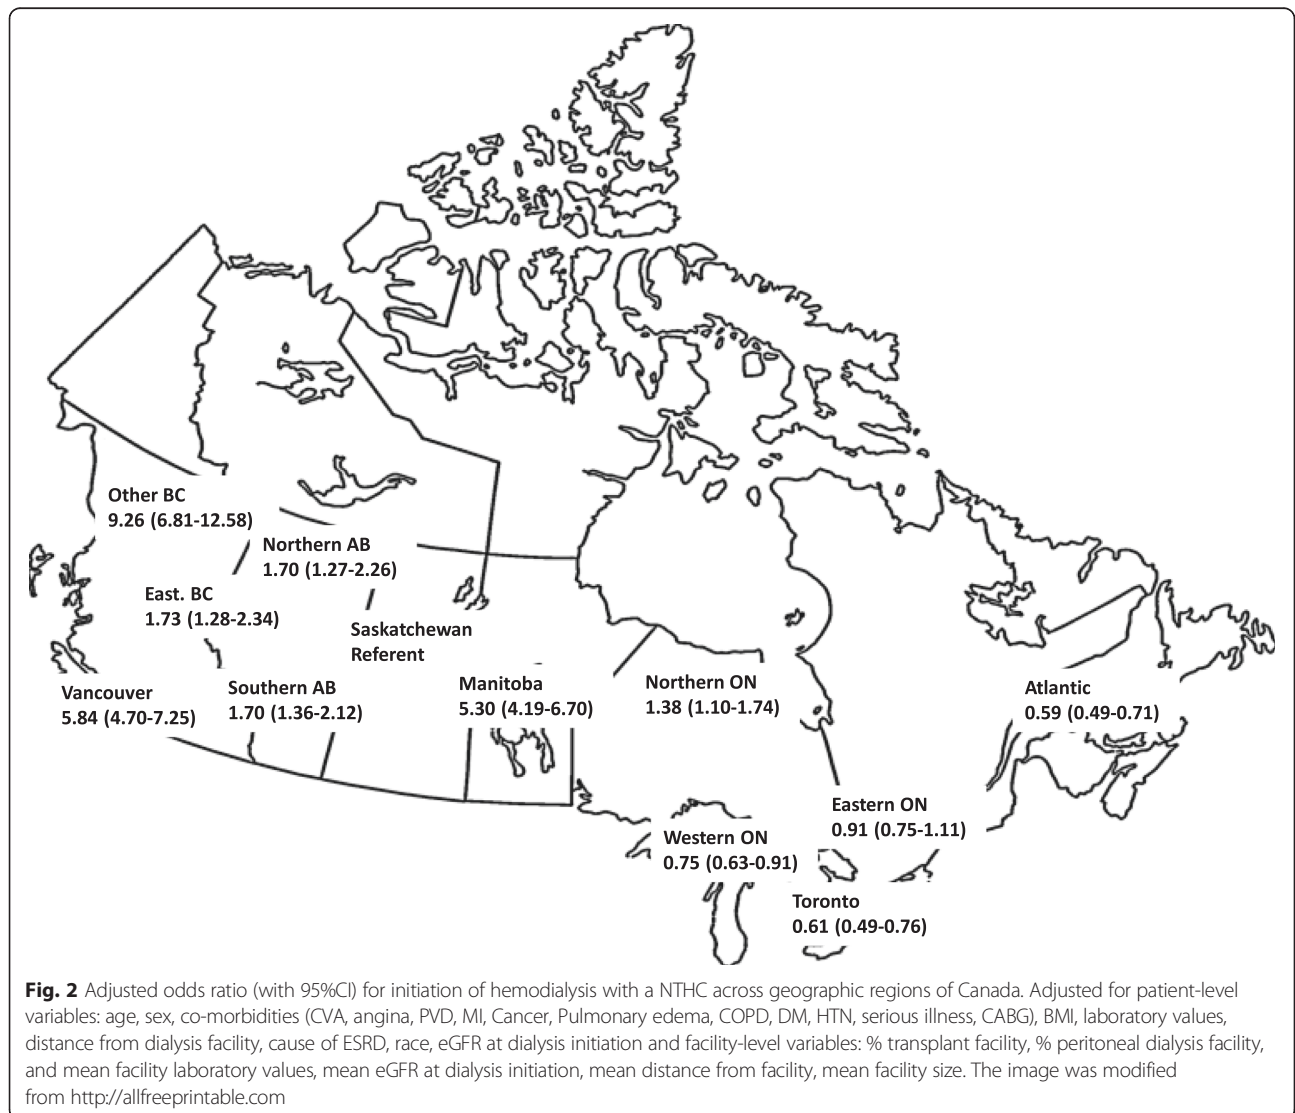 Other BC
9.26 (6.81-12.58)
Northern AB
1.70 (1.27-2.26)
East. BC
1.73 (1.28-2.34)
Saskatchewan
Referent
Vancouver
5.84 (4.70-7.25)
Southern AB
1.70 (1.36-2.12)
Manitoba
5.30 (4.19-6.70)
Northern ON
1.38 (1.10-1.74)
Atlantic
0.59 (0.49-0.71)
Eastern ON
0.91 (0.75-1.11)
Western ON
0.75 (0.63-0.91)
Toronto
0.61 (0.49-0.76)
Fig. 2 Adjusted odds ratio (with 95%CI) for initiation of hemodialysis with a NTHC across geographic regions of Canada. Adjusted for patient-level
variables: age, sex, co-morbidities (CVA, angina, PVD, MI, Cancer, Pulmonary edema, COPD, DM, HTN, serious illness, CABG), BMI, laboratory values,
distance from dialysis facility, cause of ESRD, race, eGFR at dialysis initiation and facility-level variables: % transplant facility, % peritoneal dialysis facility,
and mean facility laboratory values, mean eGFR at dialysis initiation, mean distance from facility, mean facility size. The image was modified
from http://allfreeprintable.com